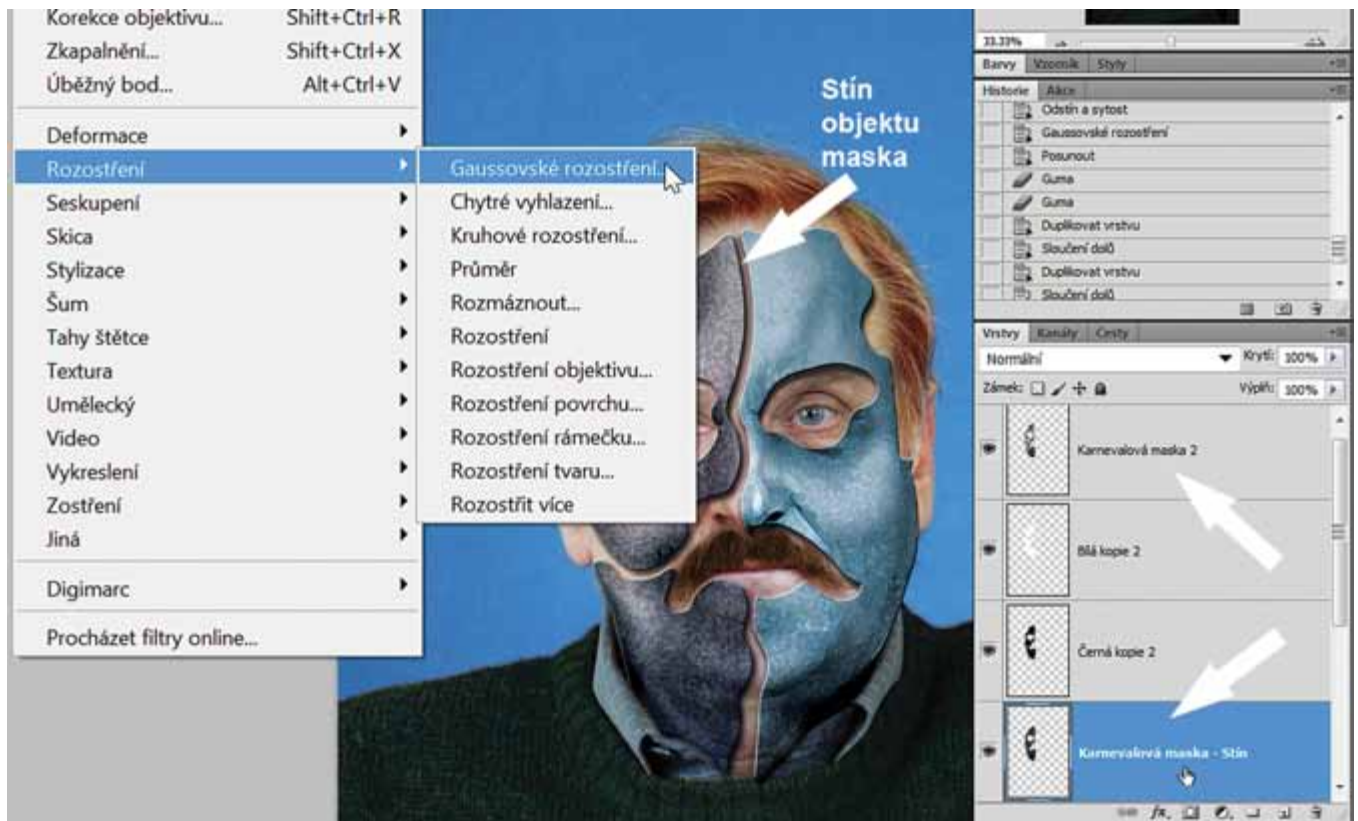 Korekce objektivu... Shift+Ctrl+R
Zkapalnění... Shift+Ctrl+X
Úběžný bod... Alt+Ctrl+V
Deformace
Rozostření
Seskupení
Skica
Stylizace
Šum
Tahy štětce
Textura
Umělecký
Video
Vykreslení
Zostření
Jiná
Digimarc
Procházet filtry online...
Gaussovské rozostření...
Chytré vyhlazení...
Kruhové rozostření...
Průměr
Rozmáznout...
Rozostření
Rozostření objektivu...
Rozostření povrchu...
Rozostření rámečku...
Rozostření tvaru...
Rozostřit více
Stín
objektu
maska
33.33%
Barvy Vzorník Styly
Historie Akce
Odstín a sytost
Gaussovské rozostření
Posunout
Guma
Guma
Duplikovat vrstvu
Sloučení dolů
Duplikovat vrstvu
Sloučení dolů
Vrstvy Kanály Cesty
Normální Krytí: 100%
Zámek: Výplň: 100%
Karnevalová maska 2
Bílá kopie 2
Černá kopie 2
Karnevalová maska - Stín
fx.